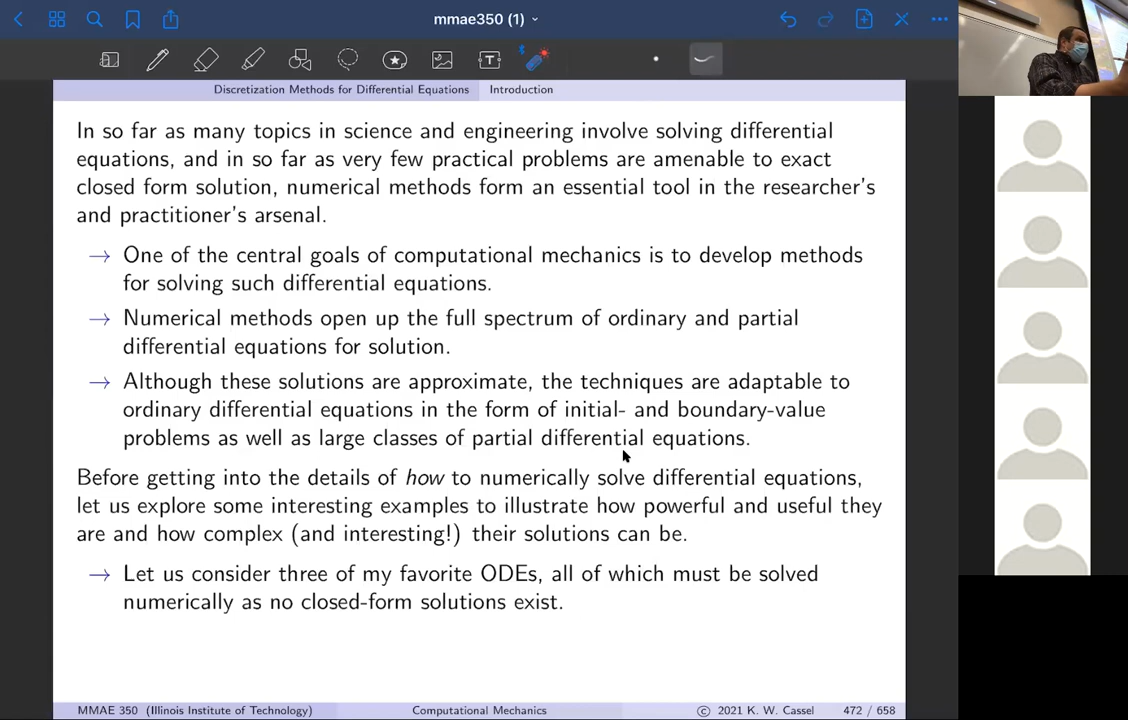 mmae350 (1)
Discretization Methods for Differential Equations Introduction
In so far as many topics in science and engineering involve solving differential
equations, and in so far as very few practical problems are amenable to exact
closed form solution, numerical methods form an essential tool in the researcher's
and practitioner's arsenal.
→ One of the central goals of computational mechanics is to develop methods
for solving such differential equations.
→ Numerical methods open up the full spectrum of ordinary and partial
differential equations for solution.
→ Although these solutions are approximate, the techniques are adaptable to
ordinary differential equations in the form of initial- and boundary-value
problems as well as large classes of partial differential equations.
Before getting into the details of how to numerically solve differential equations,
let us explore some interesting examples to illustrate how powerful and useful they
are and how complex (and interesting!) their solutions can be.
→ Let us consider three of my favorite ODEs, all of which must be solved
numerically as no closed-form solutions exist.
MMAE 350 (Illinois Institute of Technology) Computational Mechanics © 2021 K. W. Cassel 472 / 658